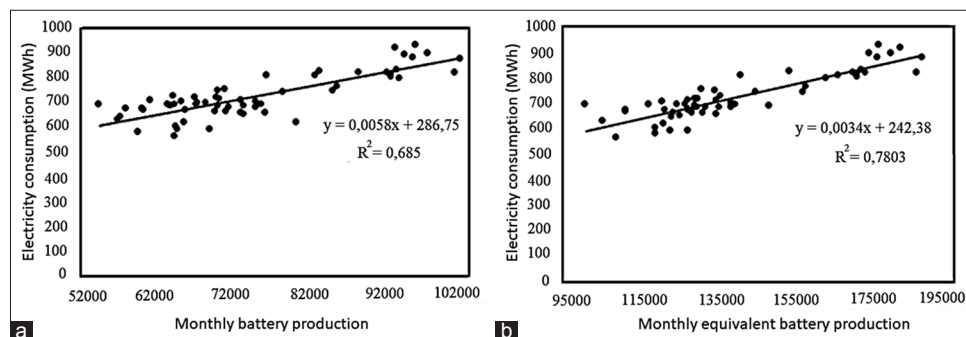 1000
900
800
700
600
500
400
300
200
100
0
Electricity consumption (MWh)
y = 0,0058x + 286,75
R² = 0,685
52000 62000 72000 82000 92000 102000
Monthly battery production
a
1000
900
800
700
600
500
400
300
200
100
0
Electricity consumption (MWh)
y = 0,0034x + 242,38
R² = 0,7803
95000 115000 135000 155000 175000 195000
Monthly equivalent battery production
b